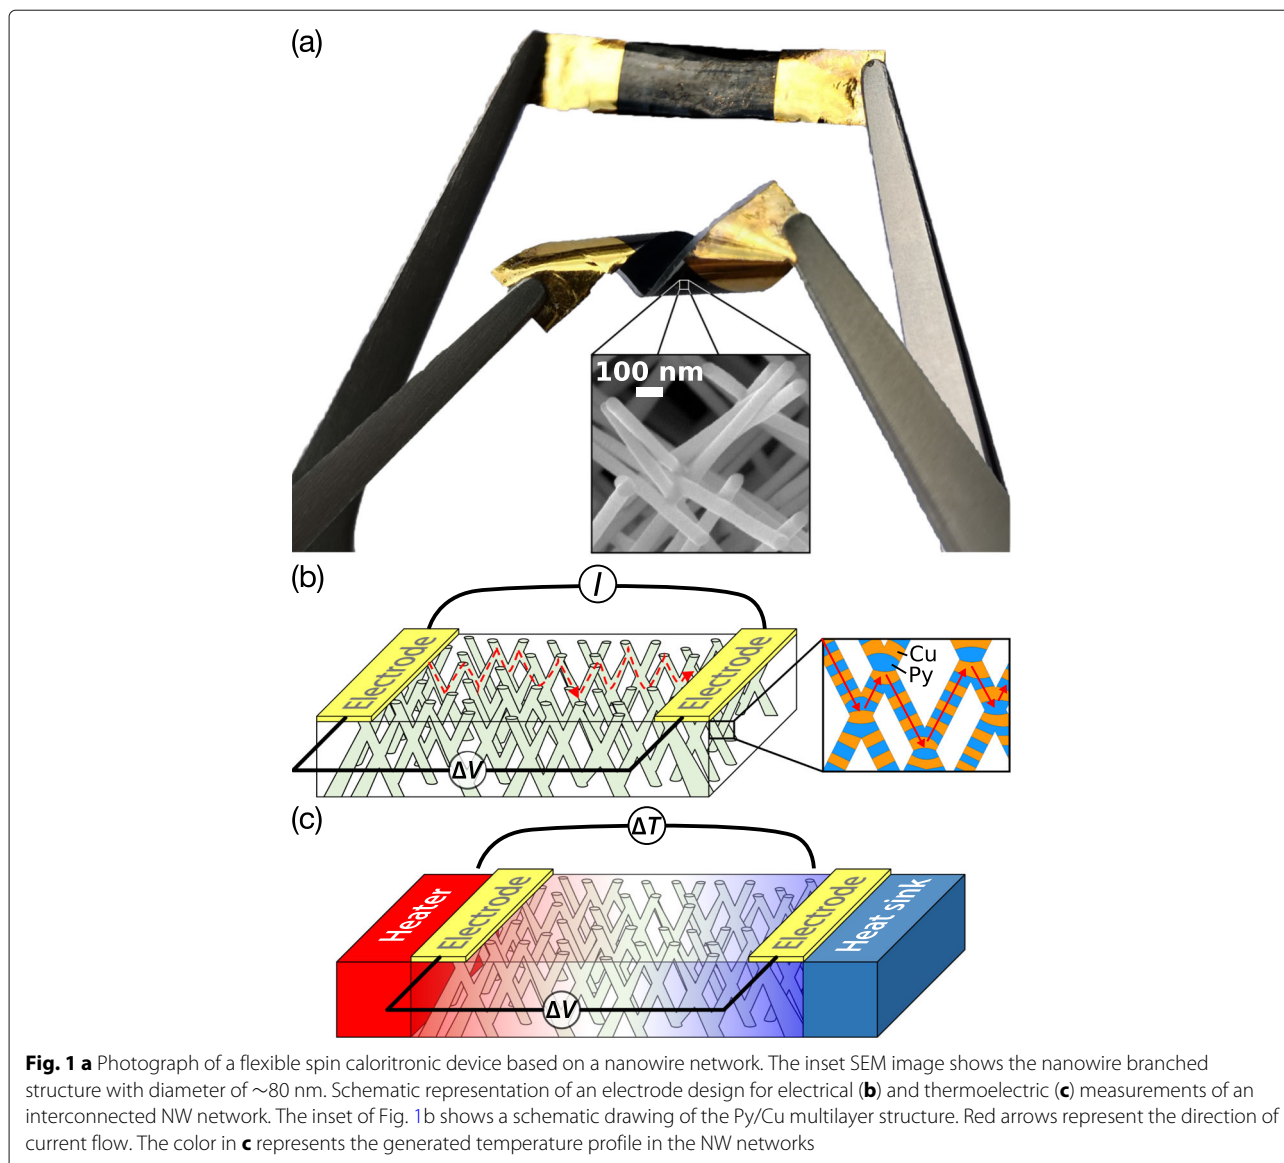 (a)
100 nm
(b)
I
Electrode
Electrode
ΔV
Cu
Py
(c)
ΔT
Heater
Electrode
Electrode
Heat sink
ΔV
Fig. 1 a Photograph of a flexible spin caloritronic device based on a nanowire network. The inset SEM image shows the nanowire branched
structure with diameter of ∼80 nm. Schematic representation of an electrode design for electrical (b) and thermoelectric (c) measurements of an
interconnected NW network. The inset of Fig. 1b shows a schematic drawing of the Py/Cu multilayer structure. Red arrows represent the direction of
current flow. The color in c represents the generated temperature profile in the NW networks